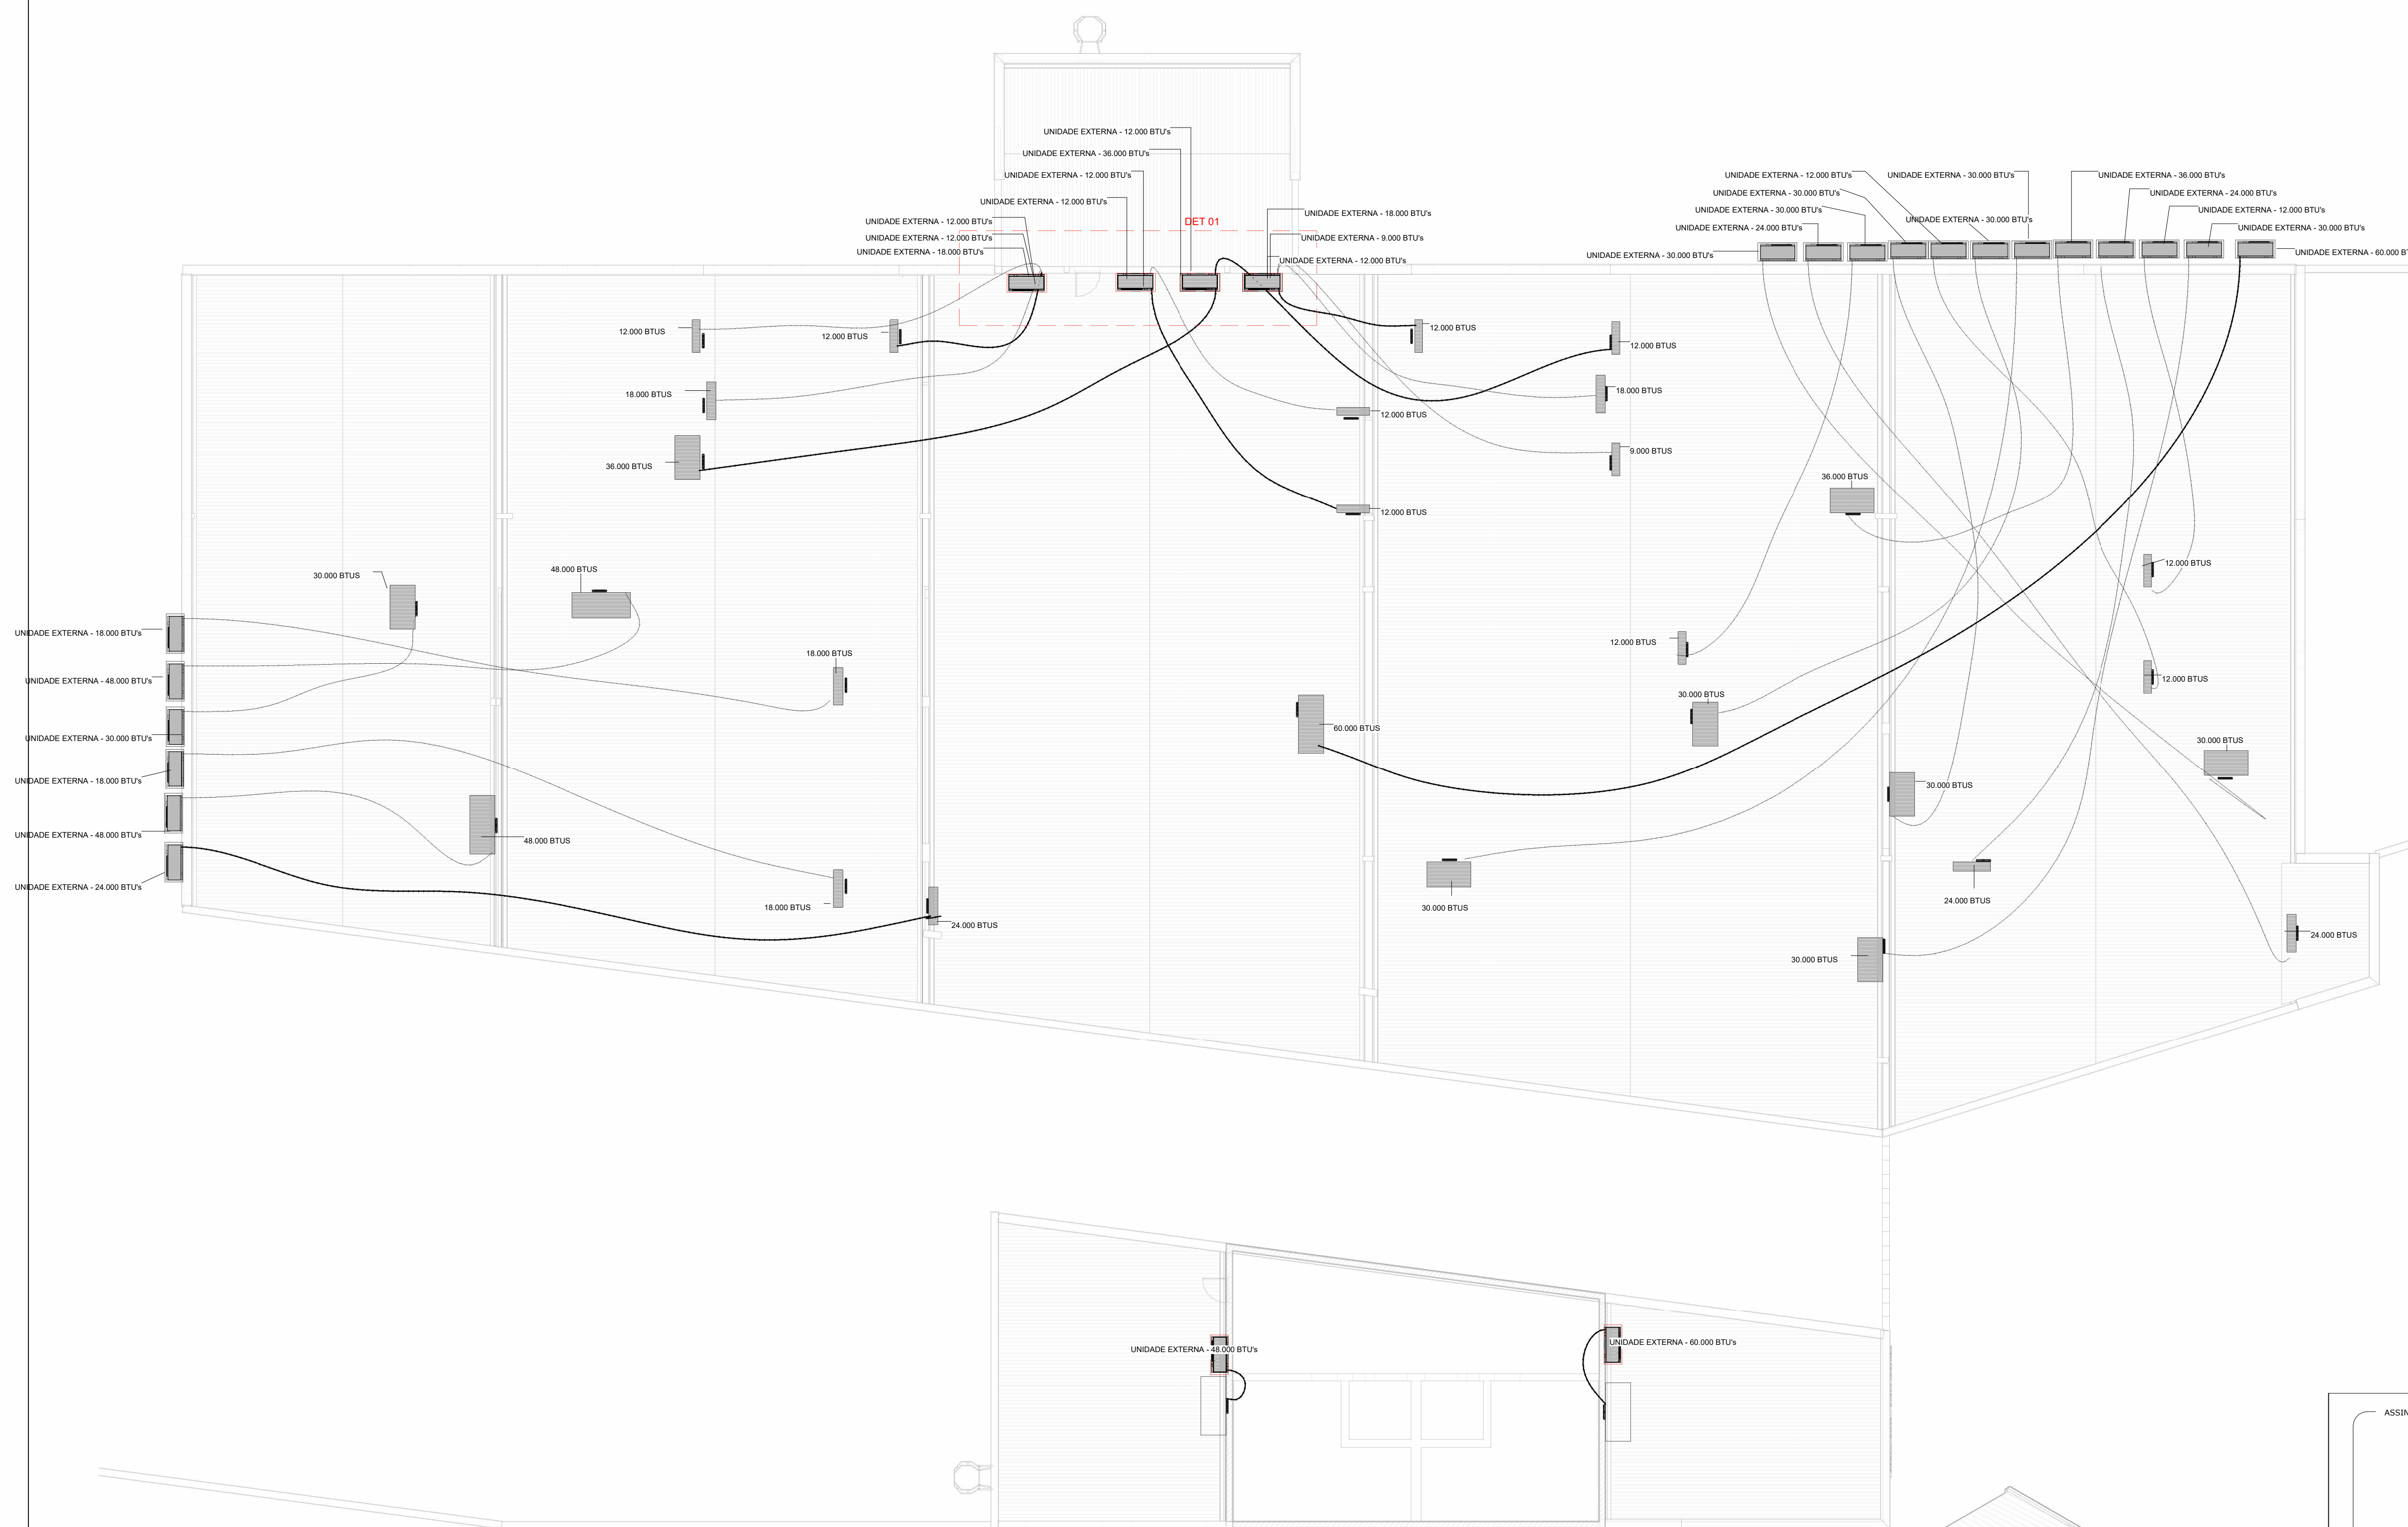 UNIDADE EXTERNA - 12.000 BTU's
UNIDADE EXTERNA - 36.000 BTU's
UNIDADE EXTERNA - 12.000 BTU's
UNIDADE EXTERNA - 12.000 BTU's
UNIDADE EXTERNA - 12.000 BTU's
UNIDADE EXTERNA - 12.000 BTU's
UNIDADE EXTERNA - 18.000 BTU's
DET 01
UNIDADE EXTERNA - 18.000 BTU's
UNIDADE EXTERNA - 9.000 BTU's
UNIDADE EXTERNA - 12.000 BTU's
UNIDADE EXTERNA - 12.000 BTU's
UNIDADE EXTERNA - 30.000 BTU's
UNIDADE EXTERNA - 30.000 BTU's
UNIDADE EXTERNA - 24.000 BTU's
UNIDADE EXTERNA - 30.000 BTU's
UNIDADE EXTERNA - 30.000 BTU's
UNIDADE EXTERNA - 30.000 BTU's
UNIDADE EXTERNA - 36.000 BTU's
UNIDADE EXTERNA - 24.000 BTU's
UNIDADE EXTERNA - 12.000 BTU's
UNIDADE EXTERNA - 30.000 BTU's
UNIDADE EXTERNA - 60.000 BT
12.000 BTUS
12.000 BTUS
12.000 BTUS
12.000 BTUS
18.000 BTUS
18.000 BTUS
12.000 BTUS
36.000 BTUS
9.000 BTUS
36.000 BTUS
12.000 BTUS
30.000 BTUS
48.000 BTUS
12.000 BTUS
UNIDADE EXTERNA - 18.000 BTU's
18.000 BTUS
12.000 BTUS
12.000 BTUS
UNIDADE EXTERNA - 48.000 BTU's
30.000 BTUS
60.000 BTUS
UNIDADE EXTERNA - 30.000 BTU's
30.000 BTUS
UNIDADE EXTERNA - 18.000 BTU's
30.000 BTUS
UNIDADE EXTERNA - 48.000 BTU's
48.000 BTUS
UNIDADE EXTERNA - 24.000 BTU's
18.000 BTUS
24.000 BTUS
30.000 BTUS
24.000 BTUS
24.000 BTUS
30.000 BTUS
UNIDADE EXTERNA - 48.000 BTU's
UNIDADE EXTERNA - 60.000 BTU's
ASSIN